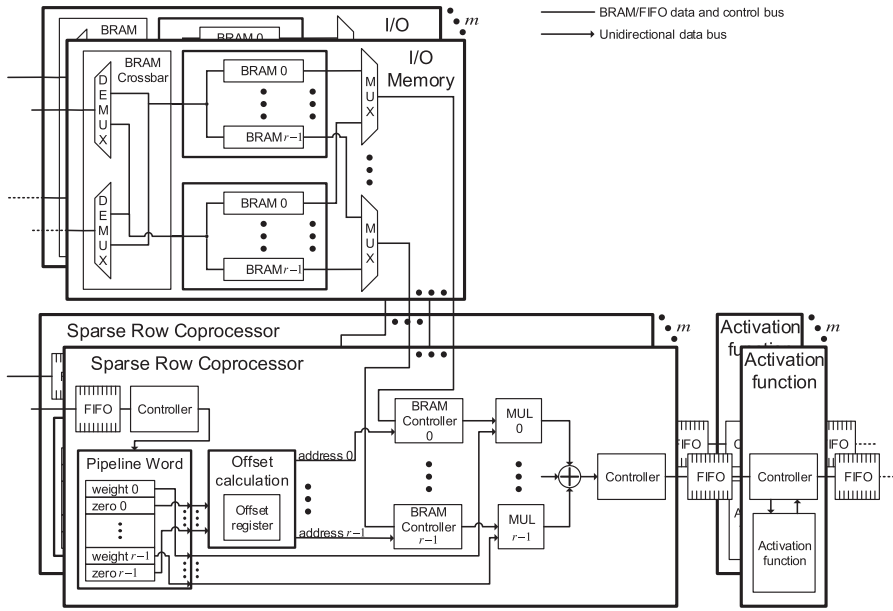 BRAM/FIFO data and control bus
Unidirectional data bus
I/O
m
BRAM
BRAM 0
I/O
Memory
BRAM
Crossbar
DEMUX
BRAM 0
BRAM r−1
MUX
DEMUX
BRAM 0
BRAM r−1
MUX
Sparse Row Coprocessor
m
Sparse Row Coprocessor
FIFO
Controller
Pipeline Word
weight 0
zero 0
weight r−1
zero r−1
Offset
calculation
Offset
register
address 0
address r−1
BRAM
Controller
0
BRAM
Controller
r−1
MUL
0
MUL
r−1
Controller
FIFO
FIFO
Activation
m
Activation
function
Controller
Activation
function
FIFO
FIFO